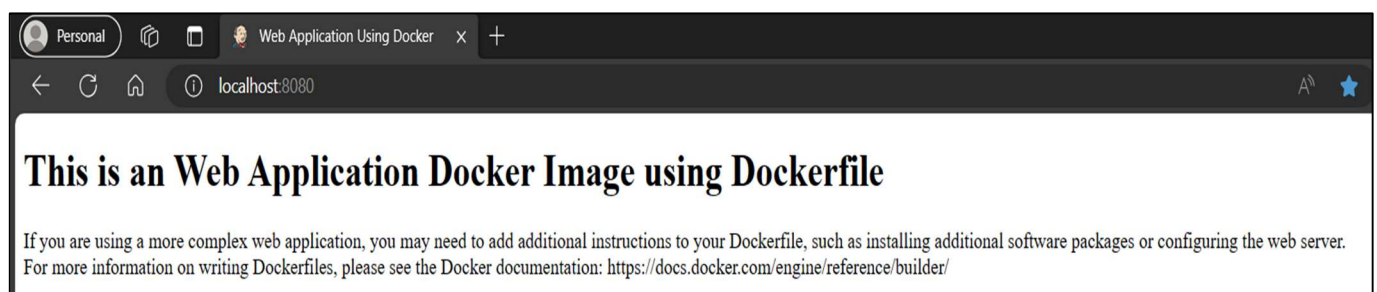 Personal
Web Application Using Docker
localhost:8080
This is an Web Application Docker Image using Dockerfile
If you are using a more complex web application, you may need to add additional instructions to your Dockerfile, such as installing additional software packages or configuring the web server.
For more information on writing Dockerfiles, please see the Docker documentation: https://docs.docker.com/engine/reference/builder/